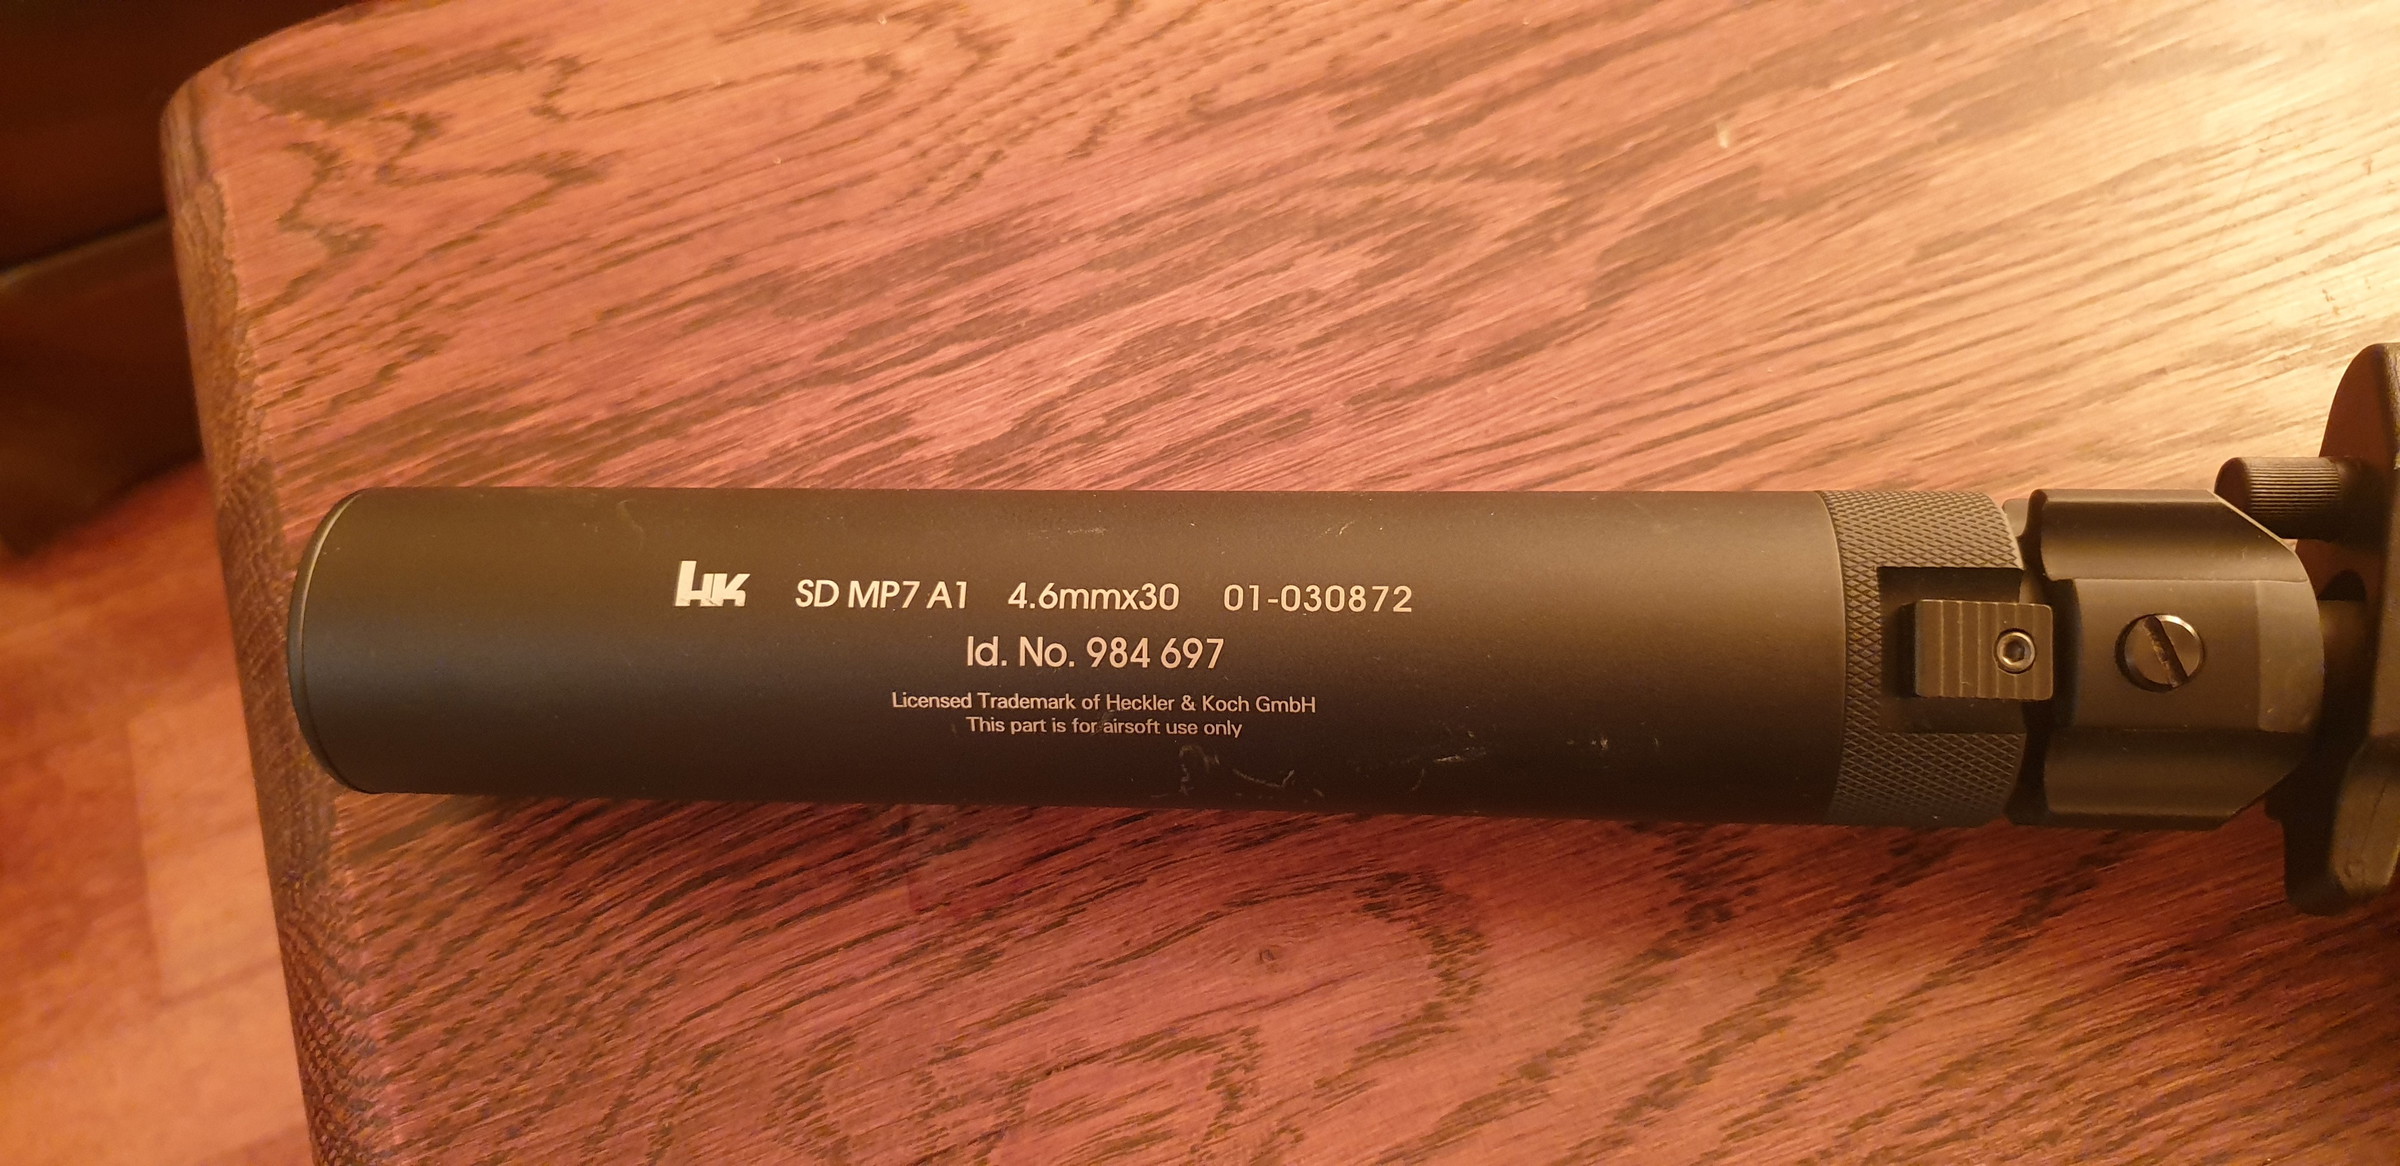 HK SD MP7 A1 4.6mmx30 01-030872
Id. No. 984 697
Licensed Trademark of Heckler & Koch GmbH
This part is for airsoft use only